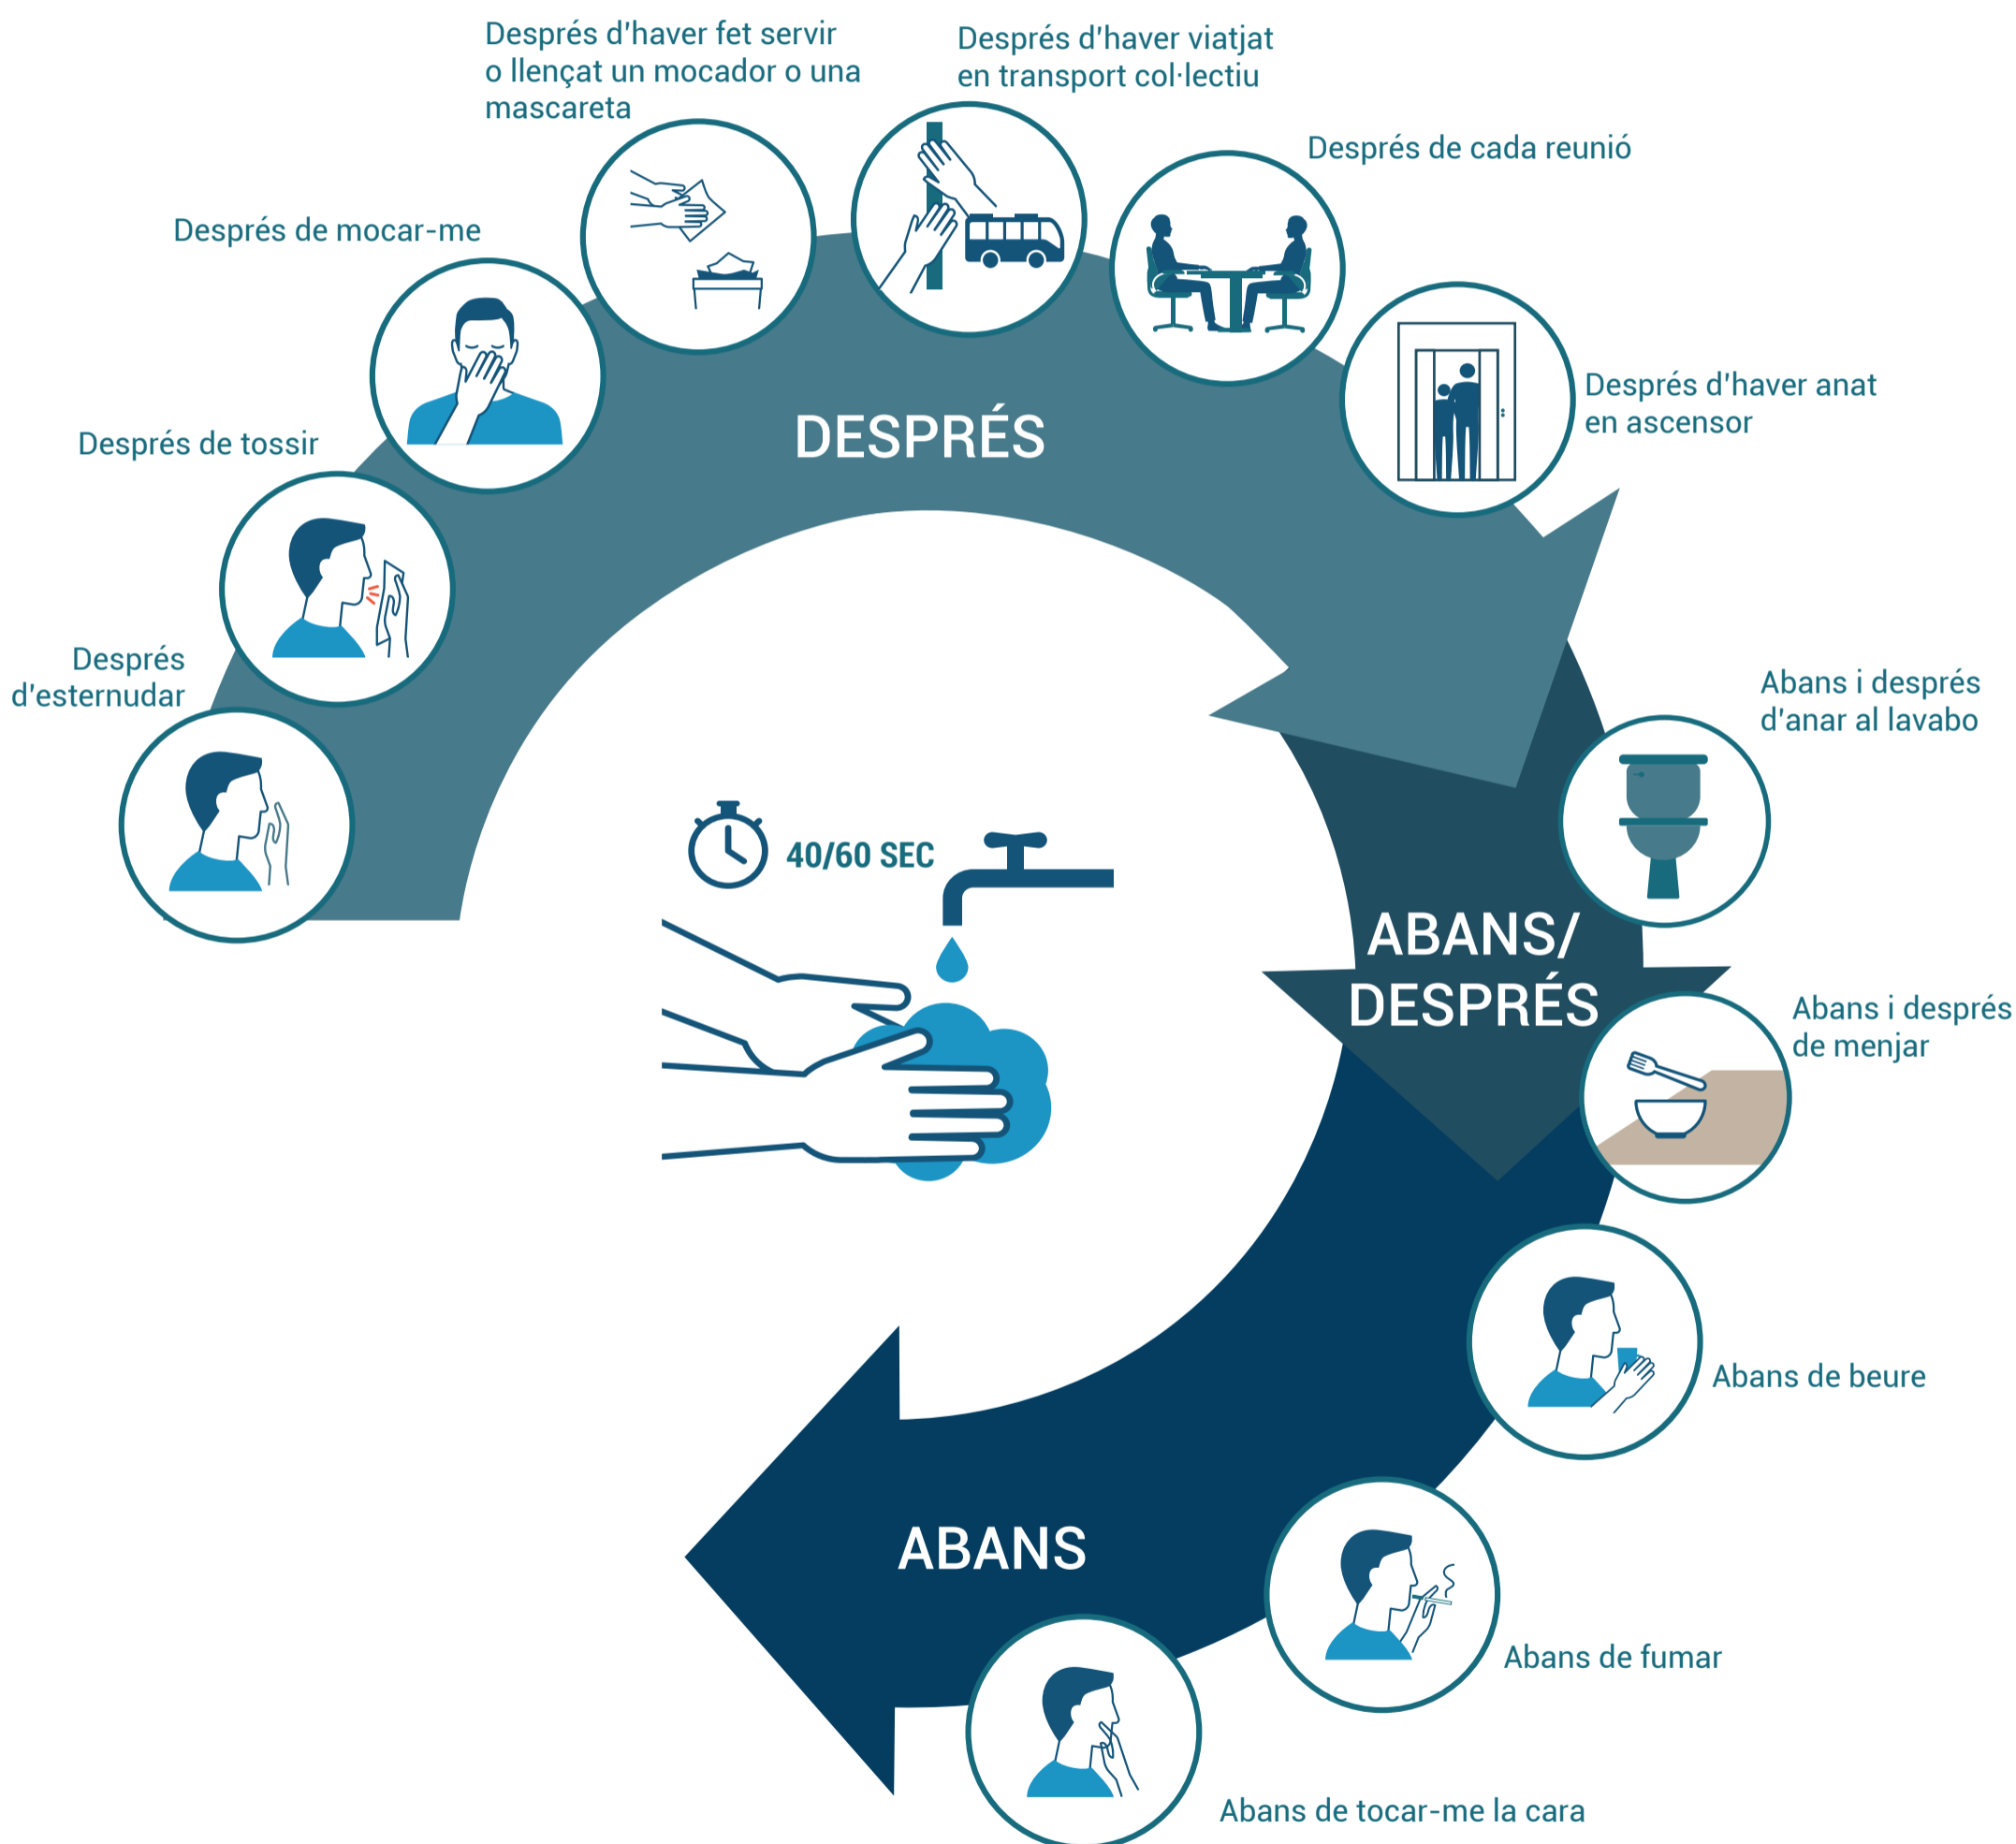 Després d'haver fet servir
o llençat un mocador o una
mascareta
Després d'haver viatjat
en transport col·lectiu
Després de cada reunió
Després de mocar-me
Després d'haver anat
en ascensor
DESPRÉS
Després de tossir
Després
d'esternudar
Abans i després
d'anar al lavabo
40/60 SEC
ABANS/
DESPRÉS
Abans i després
de menjar
Abans de beure
ABANS
Abans de fumar
Abans de tocar-me la cara